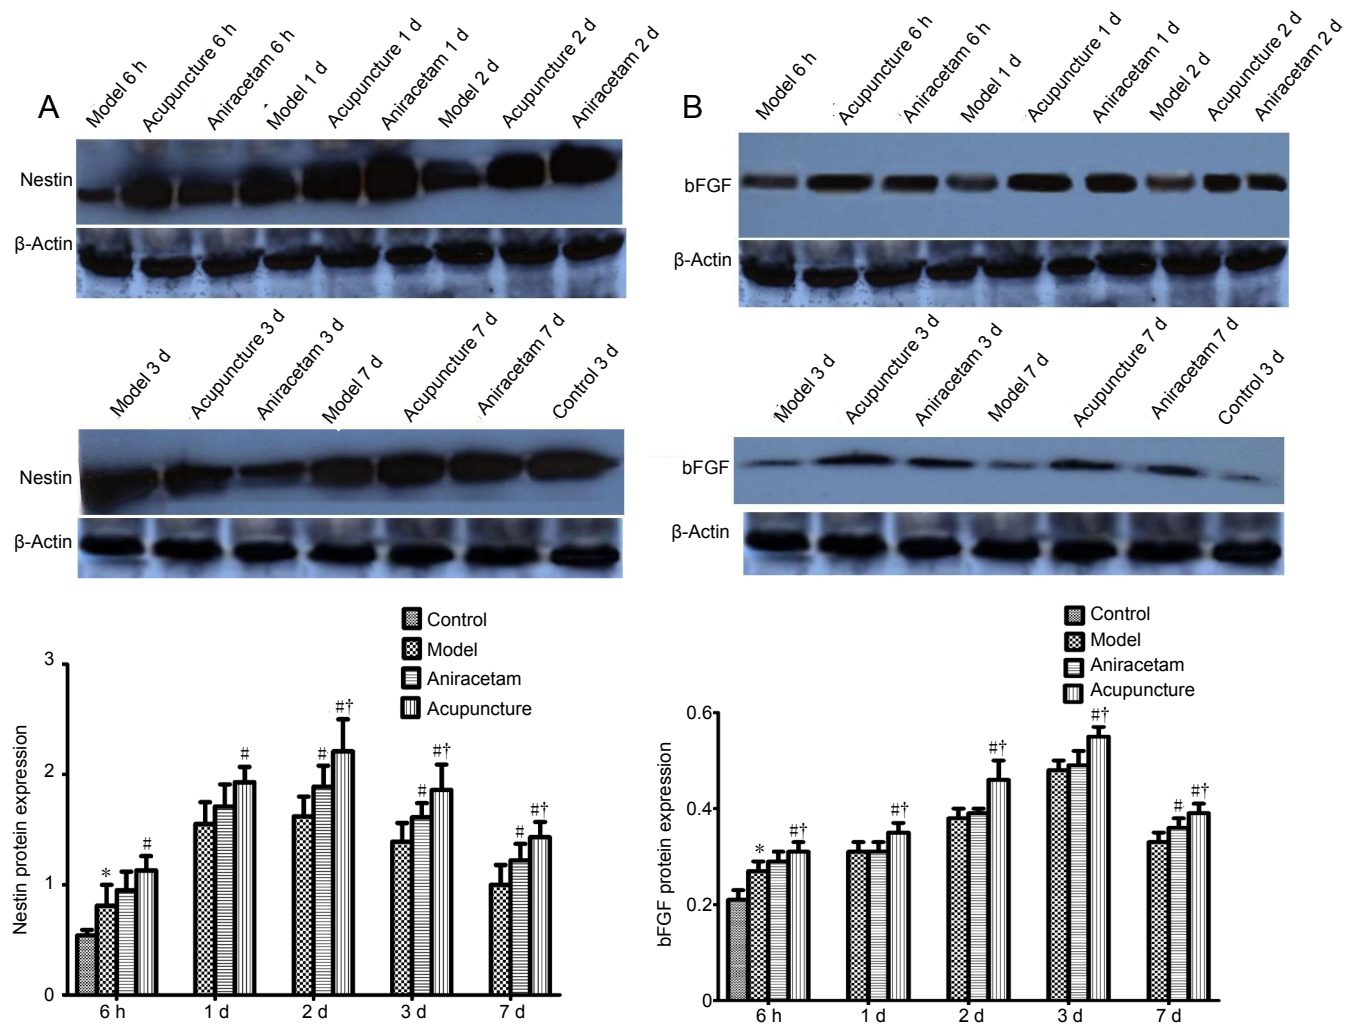 A
Model 6 h
Acupuncture 6 h
Aniracetam 6 h
Model 1 d
Acupuncture 1 d
Aniracetam 1 d
Model 2 d
Acupuncture 2 d
Aniracetam 2 d
Nestin
β-Actin
Model 3 d
Acupuncture 3 d
Aniracetam 3 d
Model 7 d
Acupuncture 7 d
Aniracetam 7 d
Control 3 d
Nestin
β-Actin
Control
Model
Aniracetam
Acupuncture
Nestin protein expression
3
2
1
0
*
#
#
#
#†
#
#†
#
#†
6 h
1 d
2 d
3 d
7 d
B
Model 6 h
Acupuncture 6 h
Aniracetam 6 h
Model 1 d
Acupuncture 1 d
Aniracetam 1 d
Model 2 d
Acupuncture 2 d
Aniracetam 2 d
bFGF
β-Actin
Model 3 d
Acupuncture 3 d
Aniracetam 3 d
Model 7 d
Acupuncture 7 d
Aniracetam 7 d
Control 3 d
bFGF
β-Actin
Control
Model
Aniracetam
Acupuncture
bFGF protein expression
0.6
0.4
0.2
0
*
#†
#†
#†
#†
#
#†
6 h
1 d
2 d
3 d
7 d